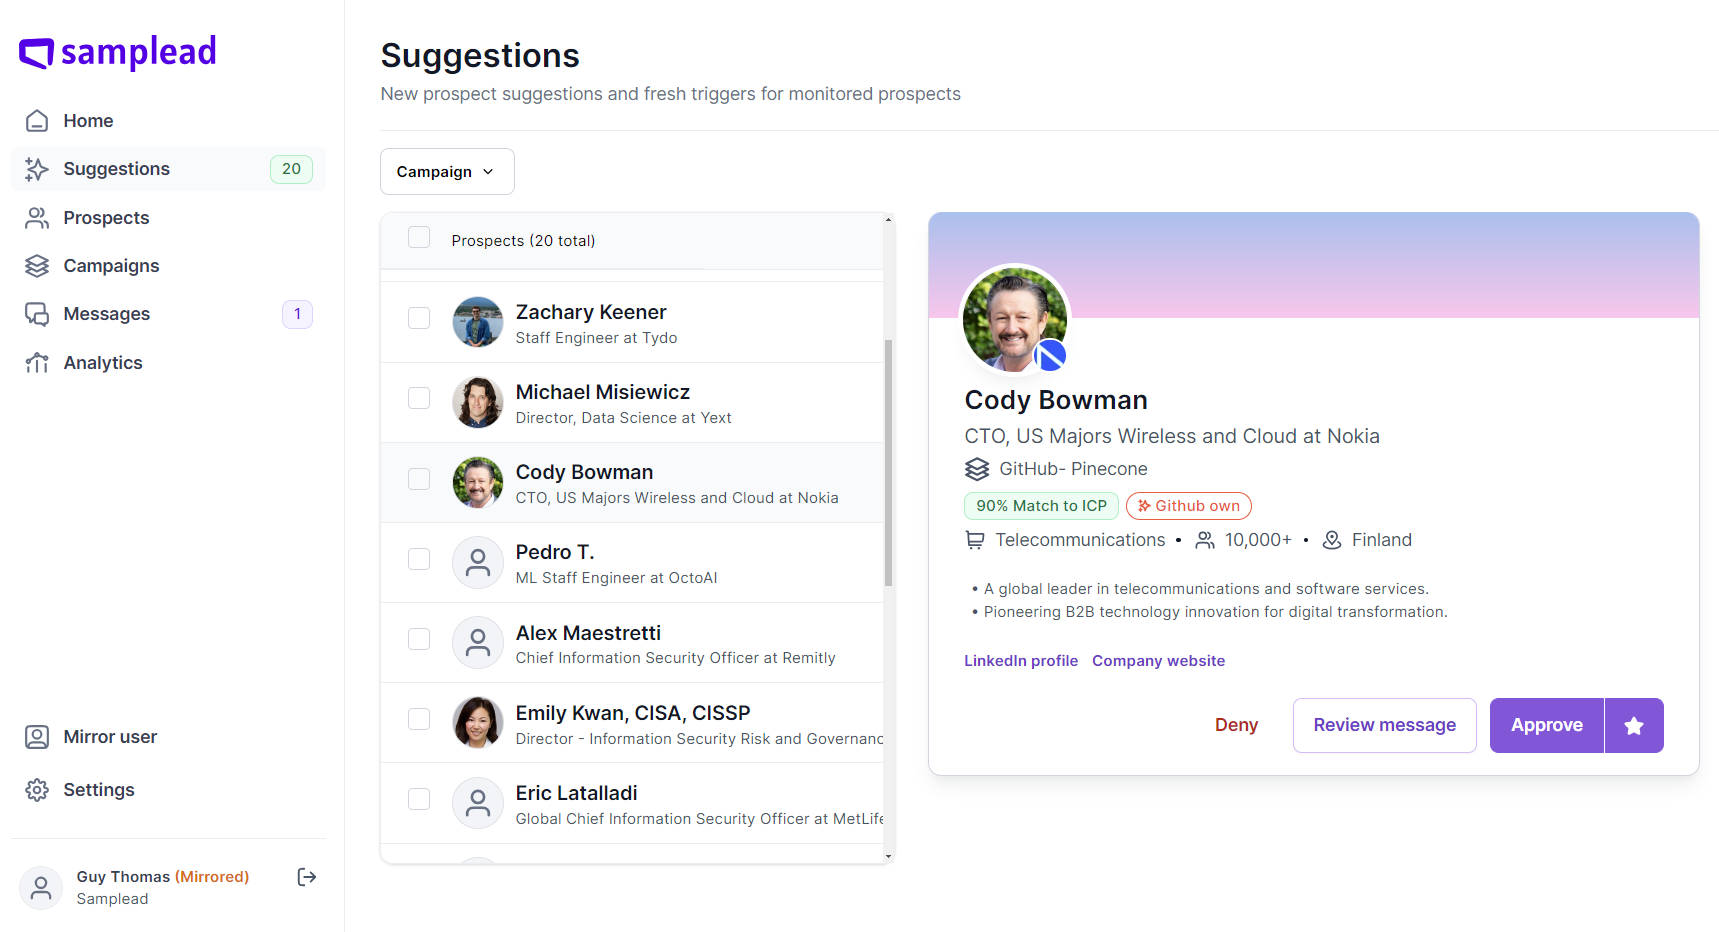 samplead
Home
Suggestions 20
Prospects
Campaigns
Messages 1
Analytics
Mirror user
Settings
Guy Thomas (Mirrored)
Samplead
Suggestions
New prospect suggestions and fresh triggers for monitored prospects
Campaign
Prospects (20 total)
Zachary Keener
Staff Engineer at Tydo
Michael Misiewicz
Director, Data Science at Yext
Cody Bowman
CTO, US Majors Wireless and Cloud at Nokia
Pedro T.
ML Staff Engineer at OctoAI
Alex Maestretti
Chief Information Security Officer at Remitly
Emily Kwan, CISA, CISSP
Director - Information Security Risk and Governanc
Eric Latalladi
Global Chief Information Security Officer at MetLife
Cody Bowman
CTO, US Majors Wireless and Cloud at Nokia
GitHub- Pinecone
90% Match to ICP Github own
Telecommunications • 10,000+ • Finland
• A global leader in telecommunications and software services.
• Pioneering B2B technology innovation for digital transformation.
LinkedIn profile Company website
Deny Review message Approve